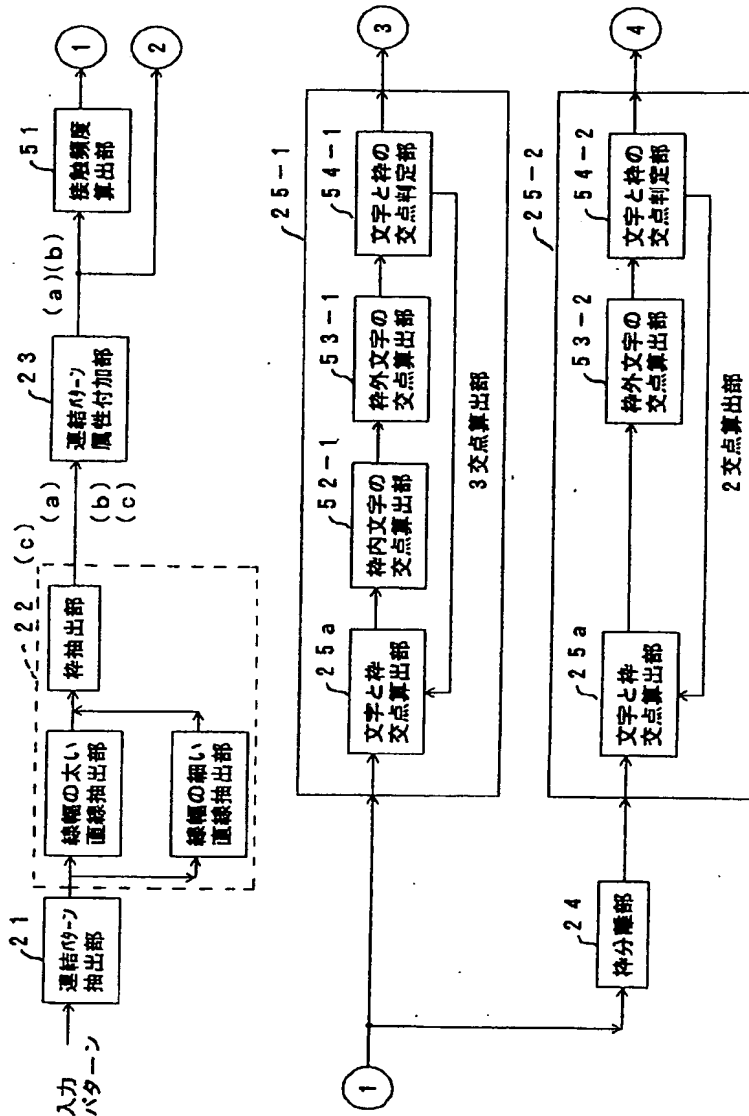 入力
パターン
21
連結パターン
抽出部
22
線幅の太い
直線抽出部
線幅の細い
直線抽出部
枠抽出部
(c)
(a)
(b)
(c)
23
連結パターン
属性付加部
(a)(b)
51
接触頻度
算出部
1
2
1
25-1
25a
文字と枠
交点算出部
52-1
枠内文字の
交点算出部
53-1
枠外文字の
交点算出部
54-1
文字と枠の
交点判定部
3交点算出部
3
24
枠分離部
25-2
25a
文字と枠
交点算出部
53-2
枠外文字の
交点算出部
54-2
文字と枠の
交点判定部
2交点算出部
4